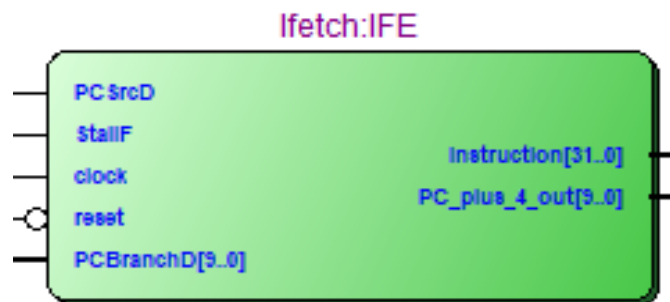 Ifetch:IFE
PCSrcD
StallF
clock
reset
PCBranchD[9..0]
Instruction[31..0]
PC_plus_4_out[9..0]